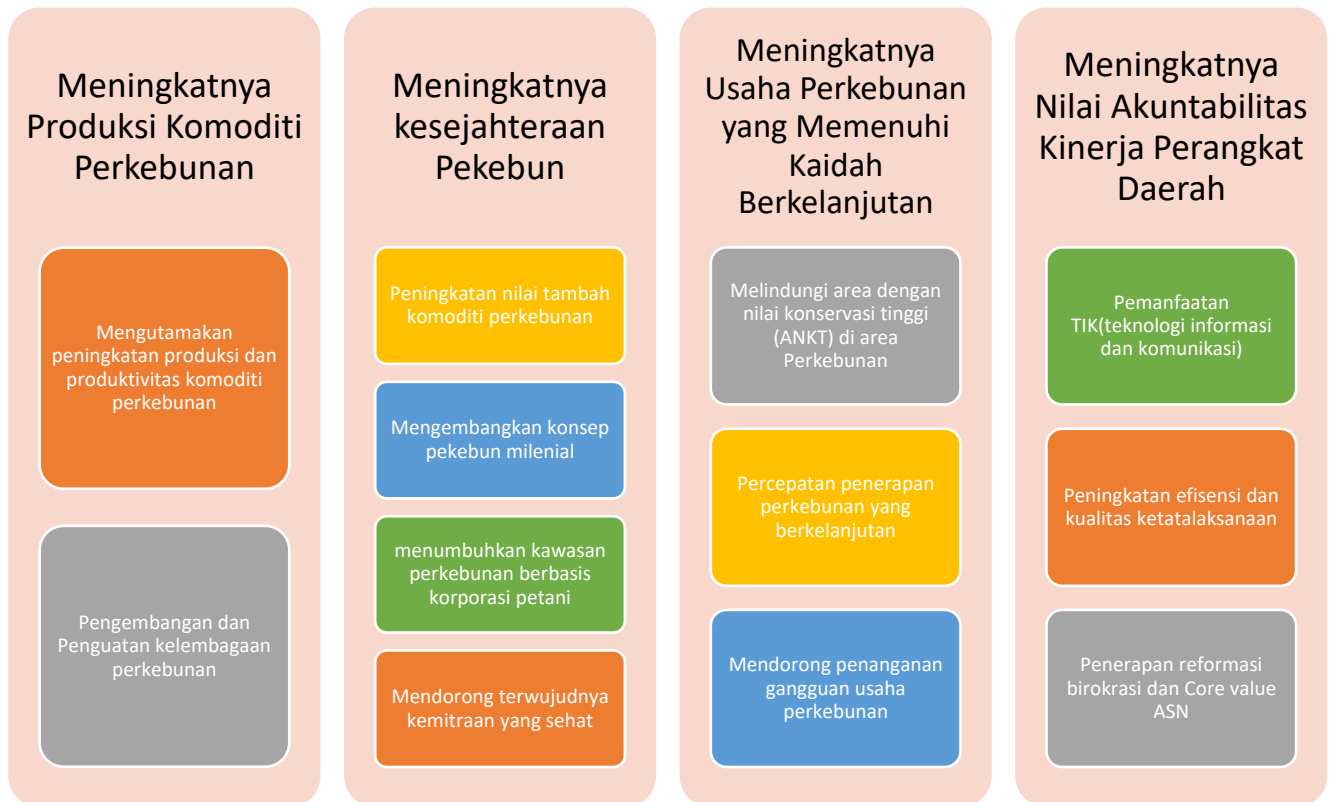 Meningkatnya
Produksi Komoditi
Perkebunan
Mengutamakan
peningkatan produksi dan
produktivitas komoditi
perkebunan
Pengembangan dan
Penguatan kelembagaan
perkebunan
Meningkatnya
kesejahteraan
Pekebun
Peningkatan nilai tambah
komoditi perkebunan
Mengembangkan konsep
pekebun milenial
menumbuhkan kawasan
perkebunan berbasis
korporasi petani
Mendorong terwujudnya
kemitraan yang sehat
Meningkatnya
Usaha Perkebunan
yang Memenuhi
Kaidah
Berkelanjutan
Melindungi area dengan
nilai konservasi tinggi
(ANKT) di area
Perkebunan
Percepatan penerapan
perkebunan yang
berkelanjutan
Mendorong penanganan
gangguan usaha
perkebunan
Meningkatnya
Nilai Akuntabilitas
Kinerja Perangkat
Daerah
Pemanfaatan
TIK(teknologi informasi
dan komunikasi)
Peningkatan efisensi dan
kualitas ketatalaksanaan
Penerapan reformasi
birokrasi dan Core value
ASN